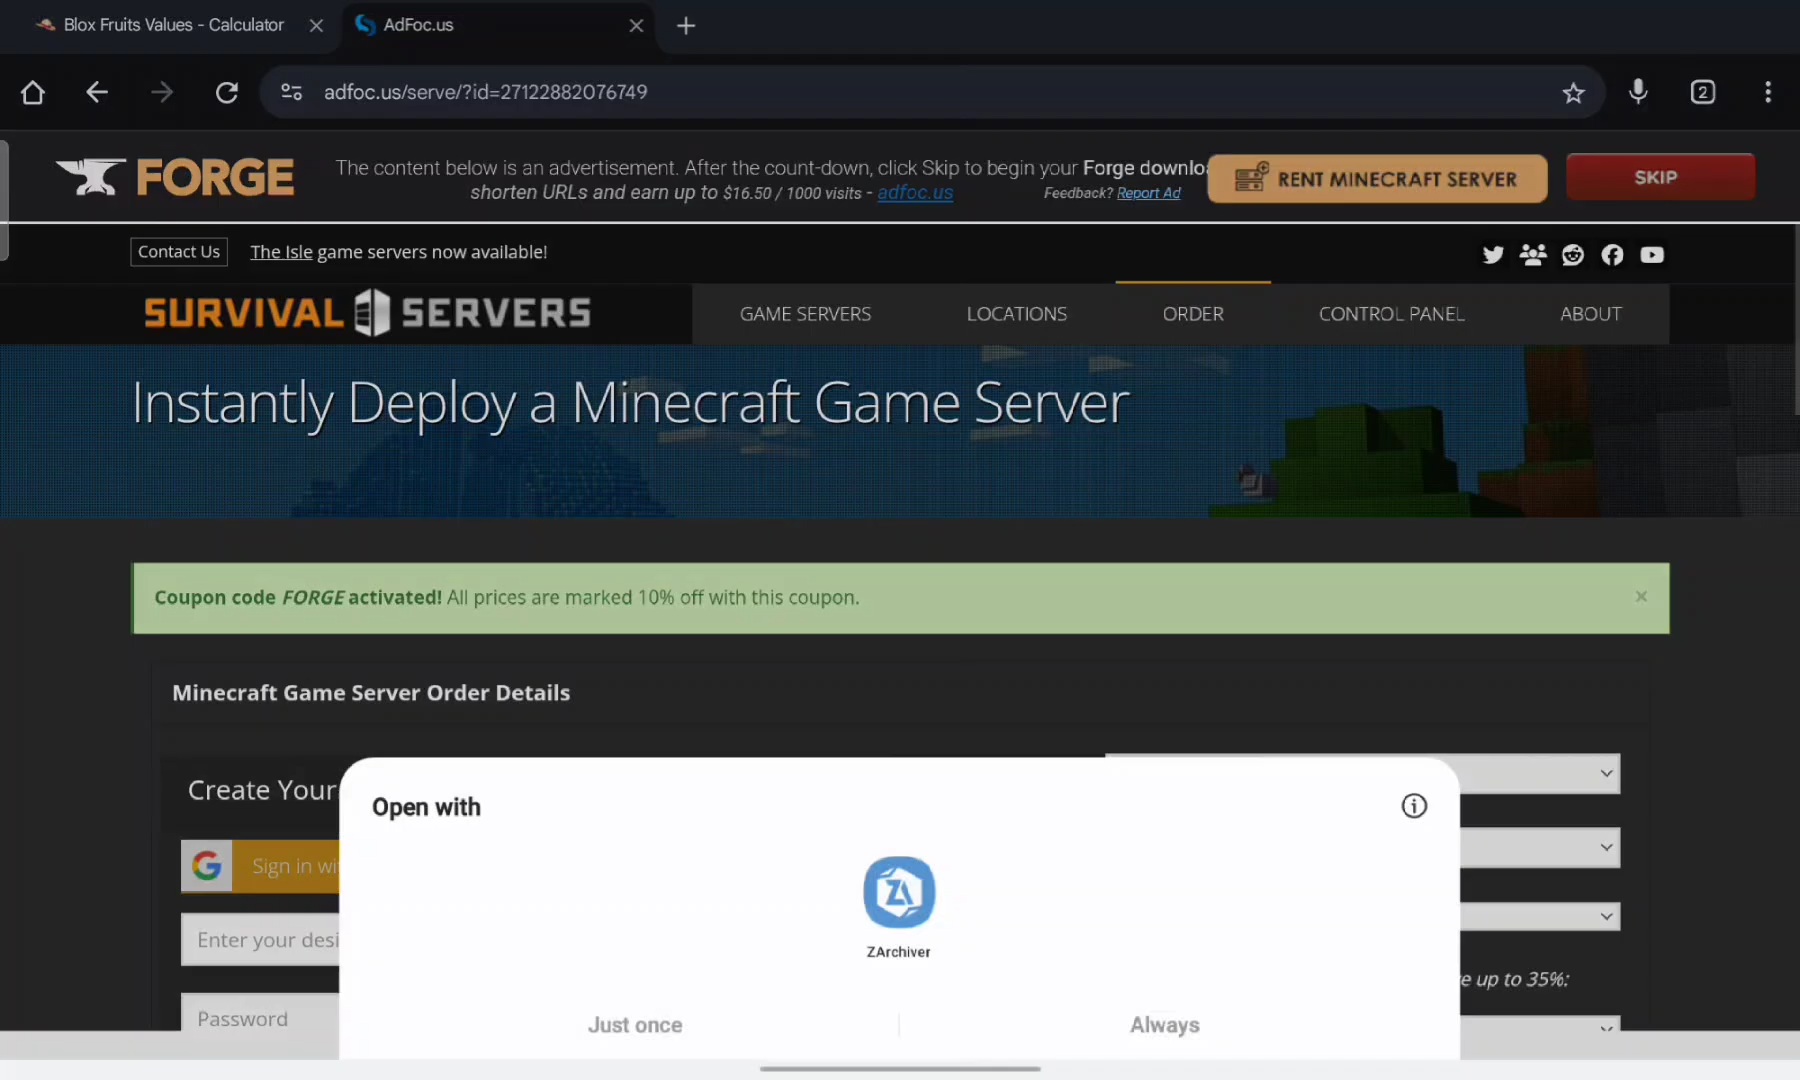 Blox Fruits Values - Calculator
AdFoc.us
adfoc.us/serve/?id=27122882076749
2
FORGE
The content below is an advertisement. After the count-down, click Skip to begin your Forge downlo
shorten URLs and earn up to $16.50 / 1000 visits - adfoc.us
Feedback? Report Ad
RENT MINECRAFT SERVER
SKIP
Contact Us
The Isle game servers now available!
SURVIVAL SERVERS
GAME SERVERS
LOCATIONS
ORDER
CONTROL PANEL
ABOUT
Instantly Deploy a Minecraft Game Server
Coupon code FORGE activated! All prices are marked 10% off with this coupon.
×
Minecraft Game Server Order Details
Create Your
Open with
Sign in wi
ZA
ZArchiver
Enter your desi
e up to 35%:
Password
Just once
Always